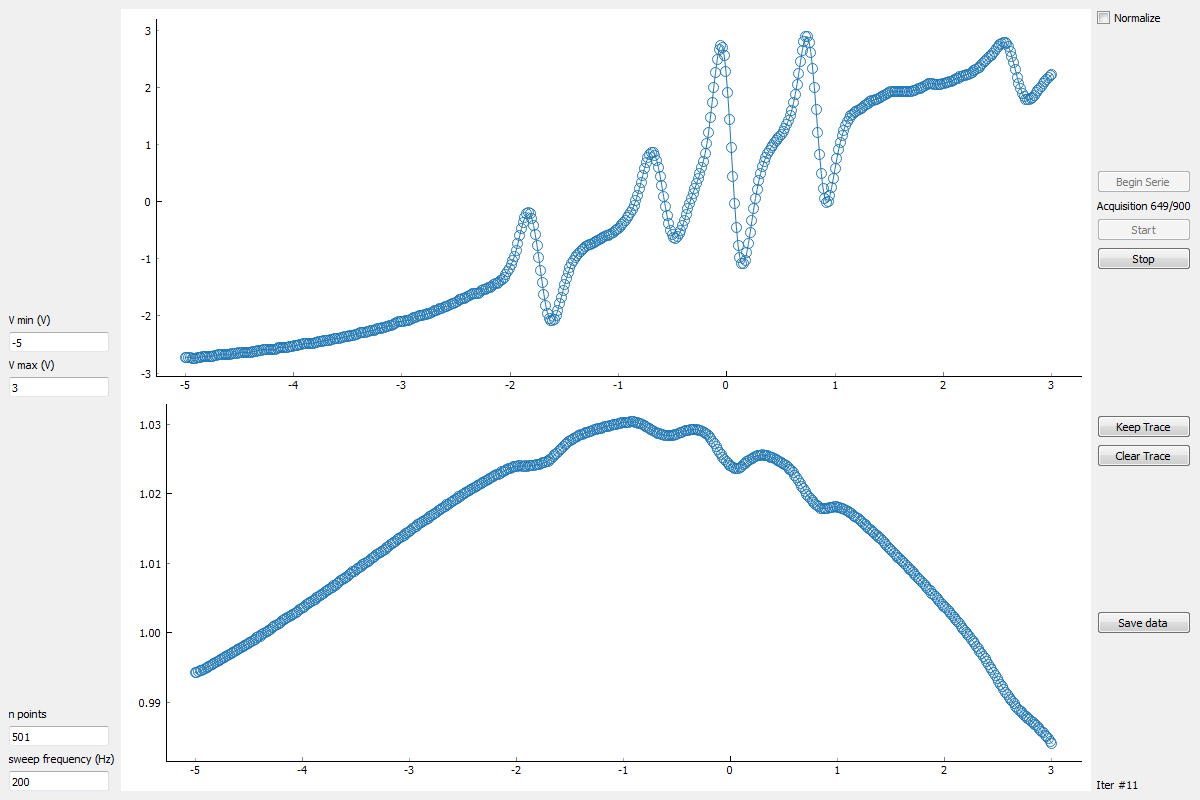 Normalize
3
2
1
0
-1
-2
-3
-5 -4 -3 -2 -1 0 1 2 3
Begin Serie
Acquisition 649/900
Start
Stop
V min (V)
-5
V max (V)
3
1.03
1.02
1.01
1.00
0.99
-5 -4 -3 -2 -1 0 1 2 3
Keep Trace
Clear Trace
Save data
n points
501
sweep frequency (Hz)
200
Iter #11